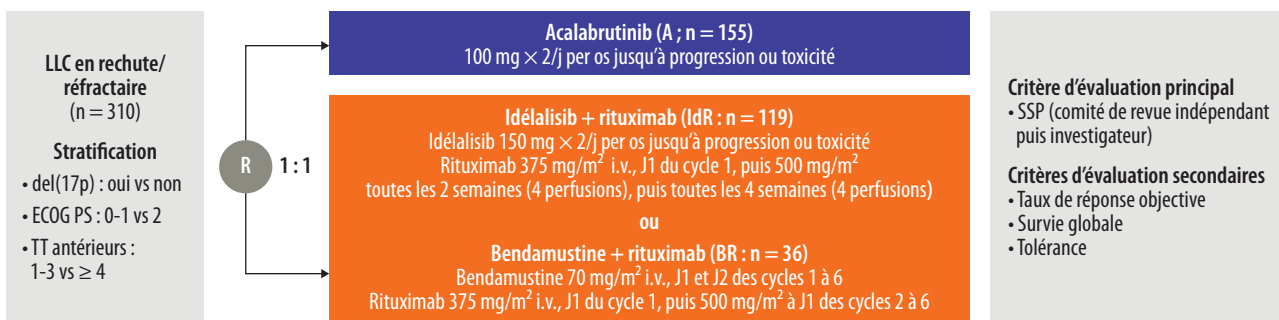 LLC en rechute/
réfractaire
(n = 310)
Stratification
• del(17p) : oui vs non
• ECOG PS : 0-1 vs 2
• TT antérieurs :
1-3 vs ≥ 4
R
1 : 1
Acalabrutinib (A ; n = 155)
100 mg × 2/j per os jusqu'à progression ou toxicité
Idélalisib + rituximab (IdR : n = 119)
Idélalisib 150 mg × 2/j per os jusqu'à progression ou toxicité
Rituximab 375 mg/m² i.v., J1 du cycle 1, puis 500 mg/m²
toutes les 2 semaines (4 perfusions), puis toutes les 4 semaines (4 perfusions)
ou
Bendamustine + rituximab (BR : n = 36)
Bendamustine 70 mg/m² i.v., J1 et J2 des cycles 1 à 6
Rituximab 375 mg/m² i.v., J1 du cycle 1, puis 500 mg/m² à J1 des cycles 2 à 6
Critère d'évaluation principal
• SSP (comité de revue indépendant
puis investigateur)
Critères d'évaluation secondaires
• Taux de réponse objective
• Survie globale
• Tolérance